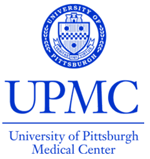 UNIVERSITY OF
PITTSBURGH
UPMC
University of Pittsburgh
Medical Center